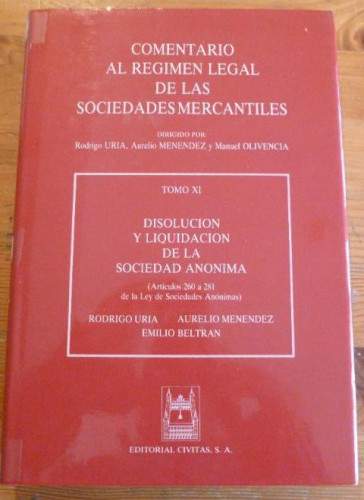 COMENTARIO
AL REGIMEN LEGAL
DE LAS
SOCIEDADES MERCANTILES
DIRIGIDO POR:
Rodrigo URIA, Aurelio MENENDEZ y Manuel OLIVENCIA
TOMO XI
DISOLUCION
Y LIQUIDACION
DE LA
SOCIEDAD ANONIMA
(Artículos 260 a 281
de la Ley de Sociedades Anónimas)
RODRIGO URIA AURELIO MENENDEZ
EMILIO BELTRAN
EDITORIAL CIVITAS, S. A.